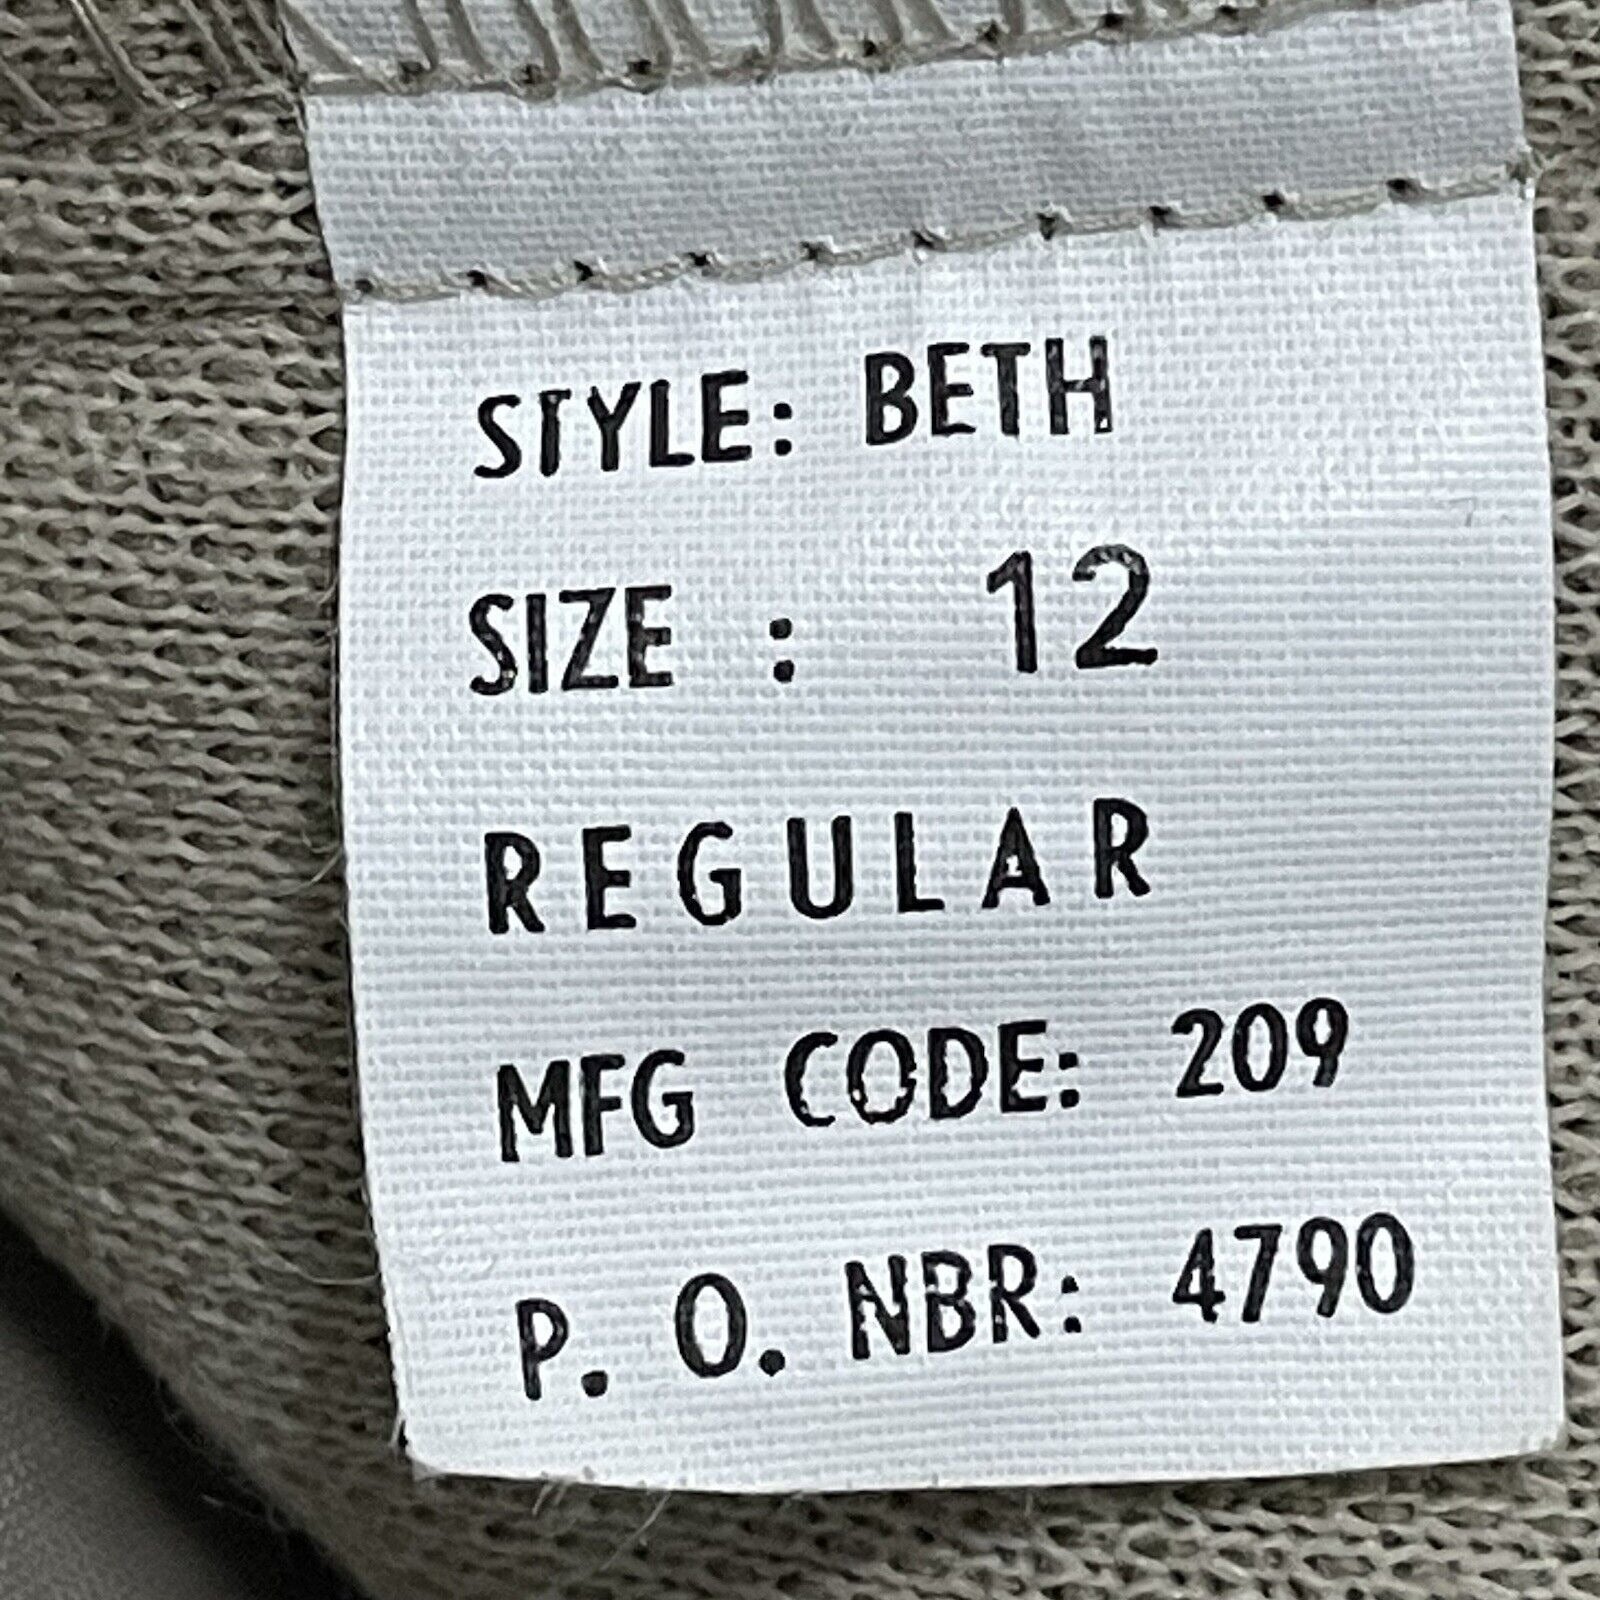 STYLE: BETH
SIZE : 12
REGULAR
MFG CODE: 209
P. O. NBR: 4790